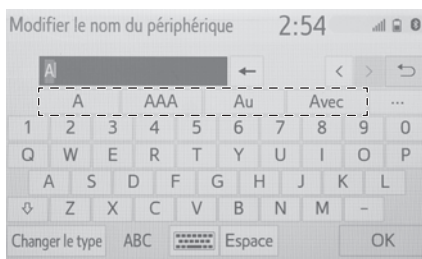 Modifier le nom du périphérique 2:54 0
A
A AAA Au Avec ...
1 2 3 4 5 6 7 8 9 0
Q W E R T Y U I O P
A S D F G H J K L
Z X C V B N M -
Changer le type ABC Espace OK